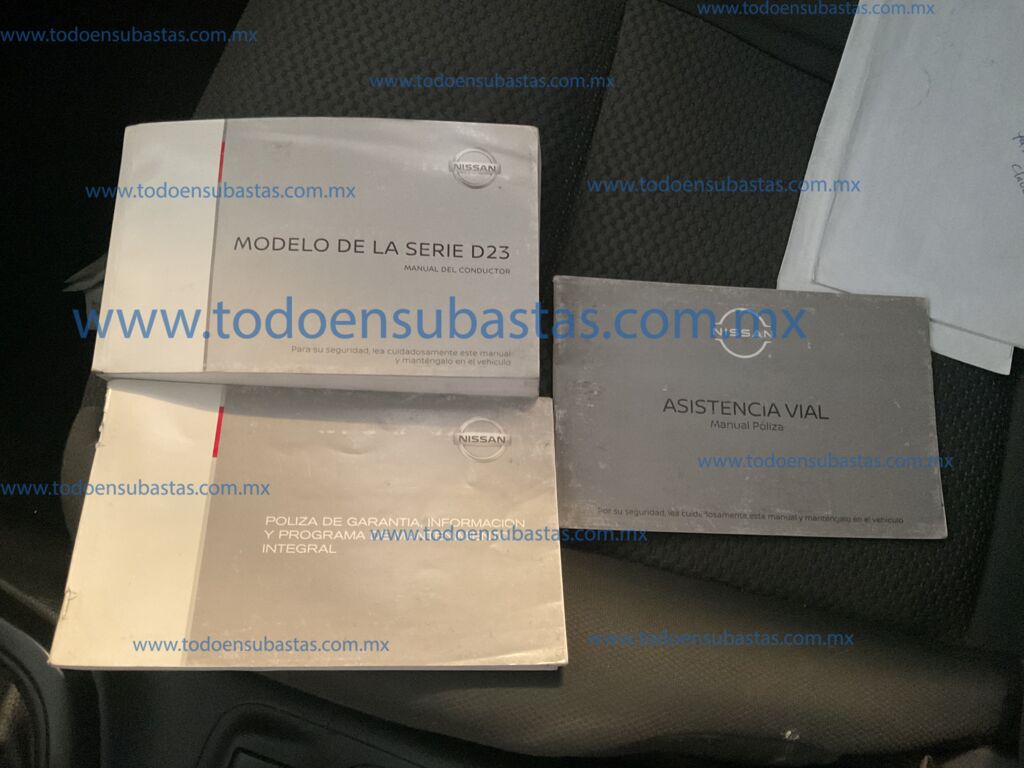 www.todoensubastas.com.mx
www.todoensubastas.com.mx
www.todoensubastas.com.mx
NISSAN
www.todoensubastas.com.mx
www.todoensubastas.com.mx
MODELO DE LA SERIE D23
MANUAL DEL CONDUCTOR
www.todoensubastas.com.mx
Para su seguridad, lea cuidadosamente este manual
y manténgalo en el vehículo
NISSAN
ASISTENCIA VIAL
Manual Póliza
www.todoensubastas.com.mx
Por su seguridad, lea cuidadosamente este manual y manténgalo en el vehículo
NISSAN
www.todoensubastas.com.mx
POLIZA DE GARANTIA, INFORMACION
Y PROGRAMA DE
INTEGRAL
www.todoensubastas.com.mx
www.todoensubastas.com.mx
www.todoensubastas.com.mx